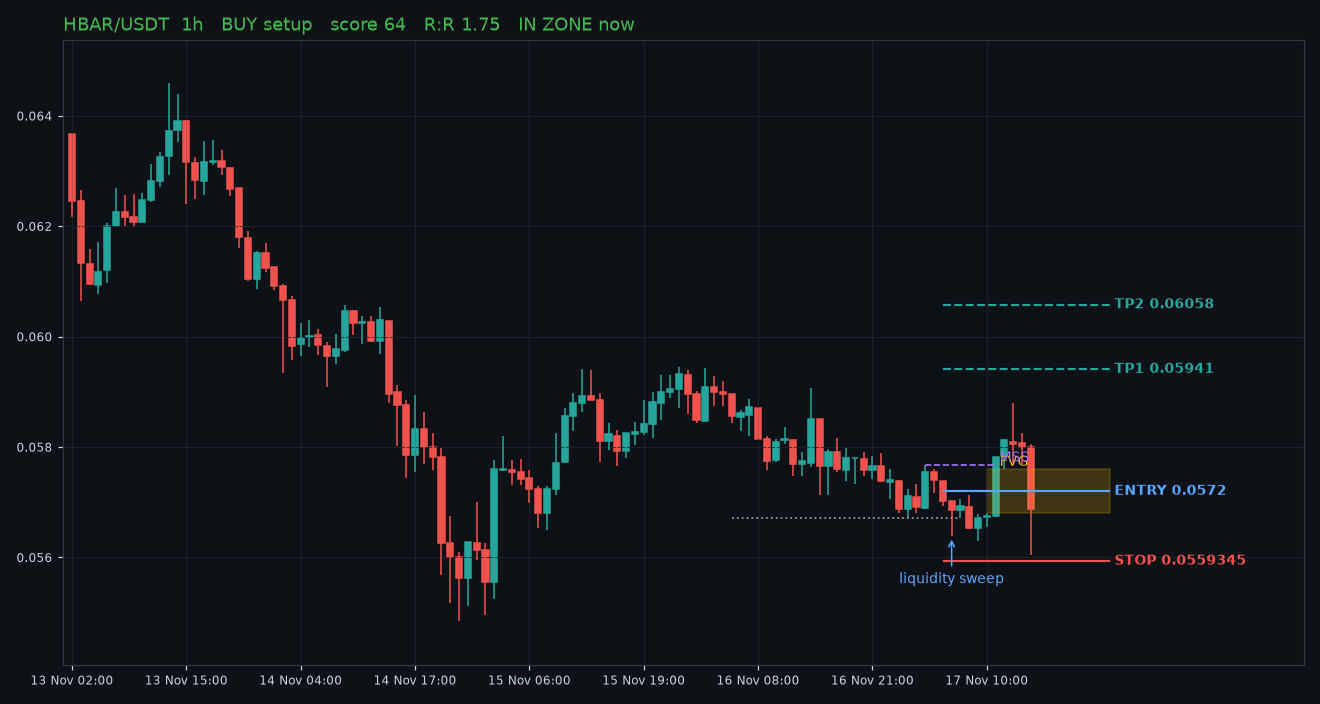 HBAR/USDT 1h BUY setup score 64 R:R 1.75 IN ZONE now
0.064
0.062
TP2 0.06058
0.060
TP1 0.05941
0.058
MSS
FVG
ENTRY 0.0572
0.056
STOP 0.0559345
liquidity sweep
13 Nov 02:00
13 Nov 15:00
14 Nov 04:00
14 Nov 17:00
15 Nov 06:00
15 Nov 19:00
16 Nov 08:00
16 Nov 21:00
17 Nov 10:00